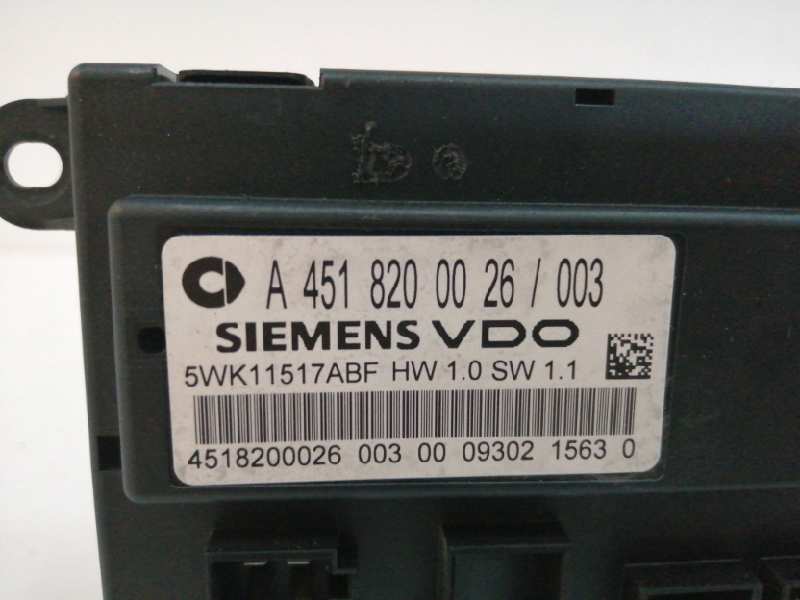 A 451 820 00 26 / 003
SIEMENS VDO
5WK11517ABF HW 1.0 SW 1.1
4518200026 003 00 09302 1563 0